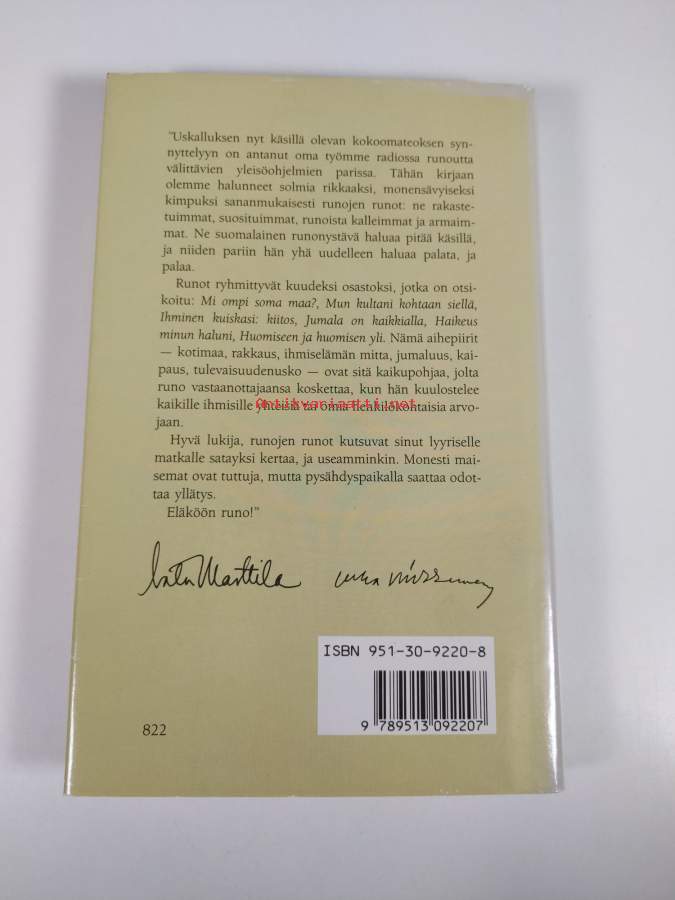 "Uskalluksen nyt käsillä olevan kokoomateoksen syn-
nyttelyyn on antanut oma työmme radiossa runoutta
välittävien yleisöohjelmien parissa. Tähän kirjaan
olemme halunneet solmia rikkaaksi, monensävyiseksi
kimpuksi sananmukaisesti runojen runot: ne rakaste-
tuimmat, suosituimmat, runoista kalleimmat ja armaim-
mat. Ne suomalainen runonystävä haluaa pitää käsillä,
ja niiden pariin hän yhä uudelleen haluaa palata, ja
palaa.
Runot ryhmittyvät kuudeksi osastoksi, jotka on otsi-
koitu: Mi ompi soma maa?, Mun kultani kohtaan siellä,
Ihminen kuiskasi: kiitos, Jumala on kaikkialla, Haikeus
minun haluni, Huomiseen ja huomisen yli. Nämä aihepiirit
— kotimaa, rakkaus, ihmiselämän mitta, jumaluus, kai-
paus, tulevaisuudenusko — ovat sitä kaikupohjaa, jolta
runo vastaanottajaansa koskettaa, kun hän kuulostelee
Antikvariaatti.net
kaikille ihmisille yhteisiä tai omia henkilökohtaisia arvo-
jaan.
Hyvä lukija, runojen runot kutsuvat sinut lyyriselle
matkalle satayksi kertaa, ja useamminkin. Monesti mai-
semat ovat tuttuja, mutta pysähdyspaikalla saattaa odot-
taa yllätys.
Eläköön runo!"
Satu Marttila
ISBN 951-30-9220-8
9 789513 092207
822